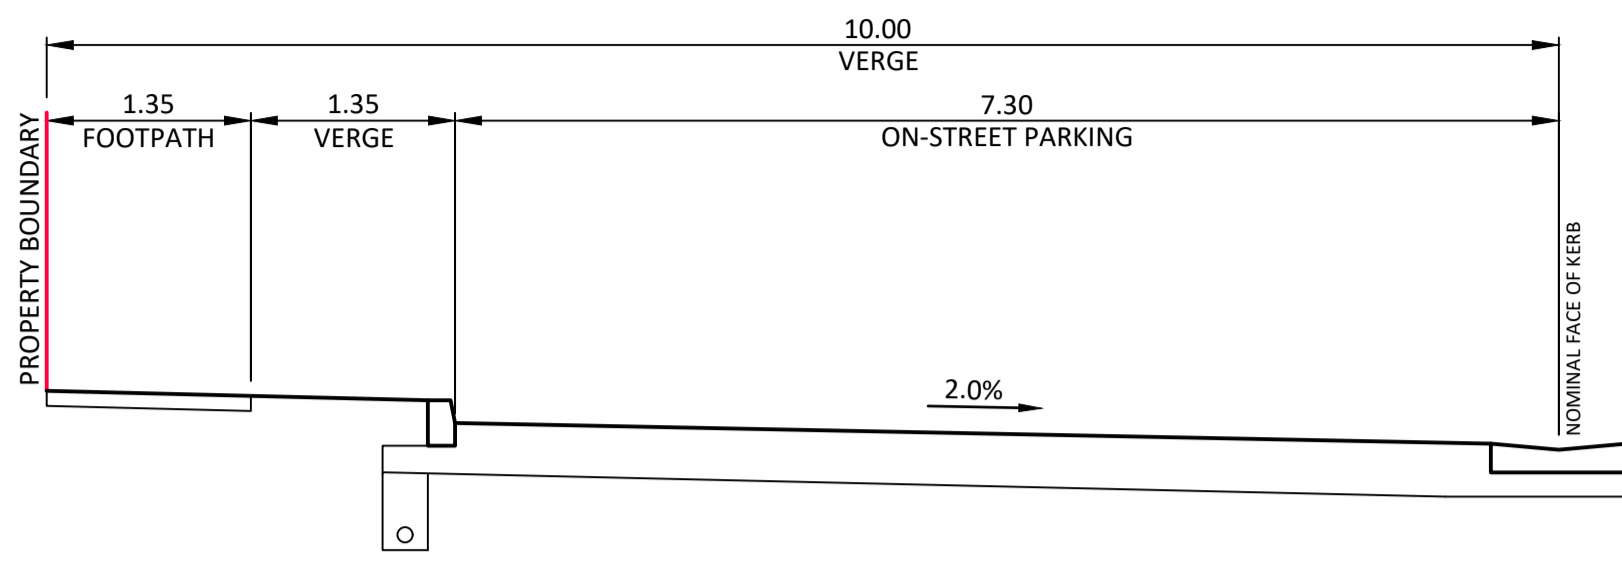 10.00
VERGE
1.35
FOOTPATH
1.35
VERGE
7.30
ON-STREET PARKING
PROPERTY BOUNDARY
NOMINAL FACE OF KERB
2.0%